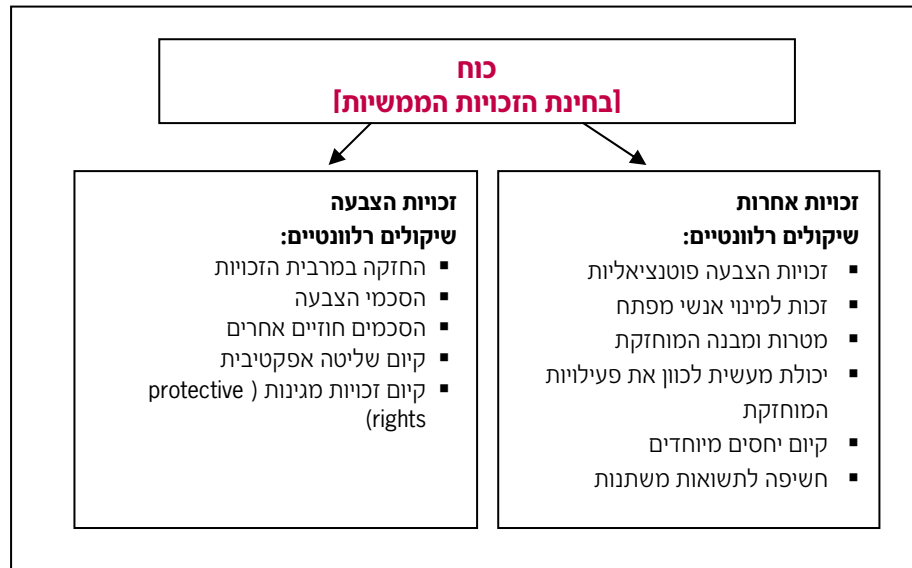 כוח
[בחינת הזכויות הממשיות]
זכויות אחרות
שיקולים רלוונטיים:
▪ זכויות הצבעה פוטנציאליות
▪ זכות למינוי אנשי מפתח
▪ מטרות ומבנה המוחזקת
▪ יכולת מעשית לכוון את פעילויות
המוחזקת
▪ קיום יחסים מיוחדים
▪ חשיפה לתשואות משתנות
זכויות הצבעה
שיקולים רלוונטיים:
▪ החזקה במרבית הזכויות
▪ הסכמי הצבעה
▪ הסכמים חוזיים אחרים
▪ קיום שליטה אפקטיבית
▪ קיום זכויות מגינות ( protective
rights)